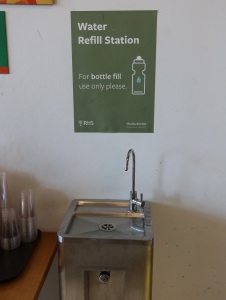 Water
Refill Station
For bottle fill
use only please.